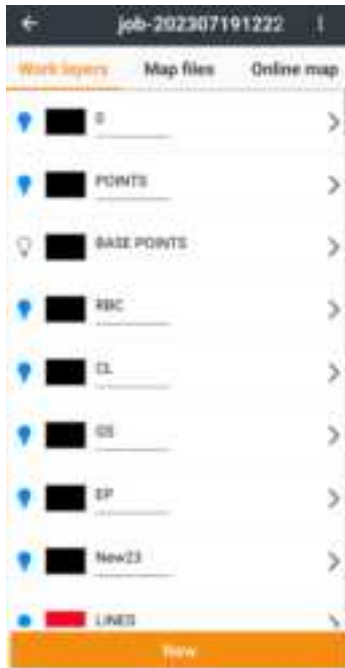 job-202307191222
Work layers Map files Online map
0
POINTS
BASE POINTS
RBC
CL
GS
EP
New23
LINES
New